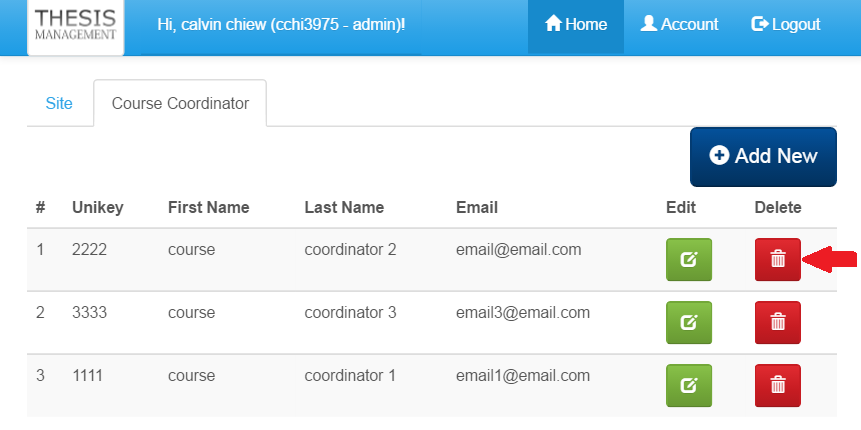 THESIS
MANAGEMENT
Hi, calvin chiew (cchi3975 - admin)!
Home
Account
Logout
Site
Course Coordinator
Add New
# Unikey First Name Last Name Email Edit Delete
1 2222 course coordinator 2 email@email.com
2 3333 course coordinator 3 email3@email.com
3 1111 course coordinator 1 email1@email.com